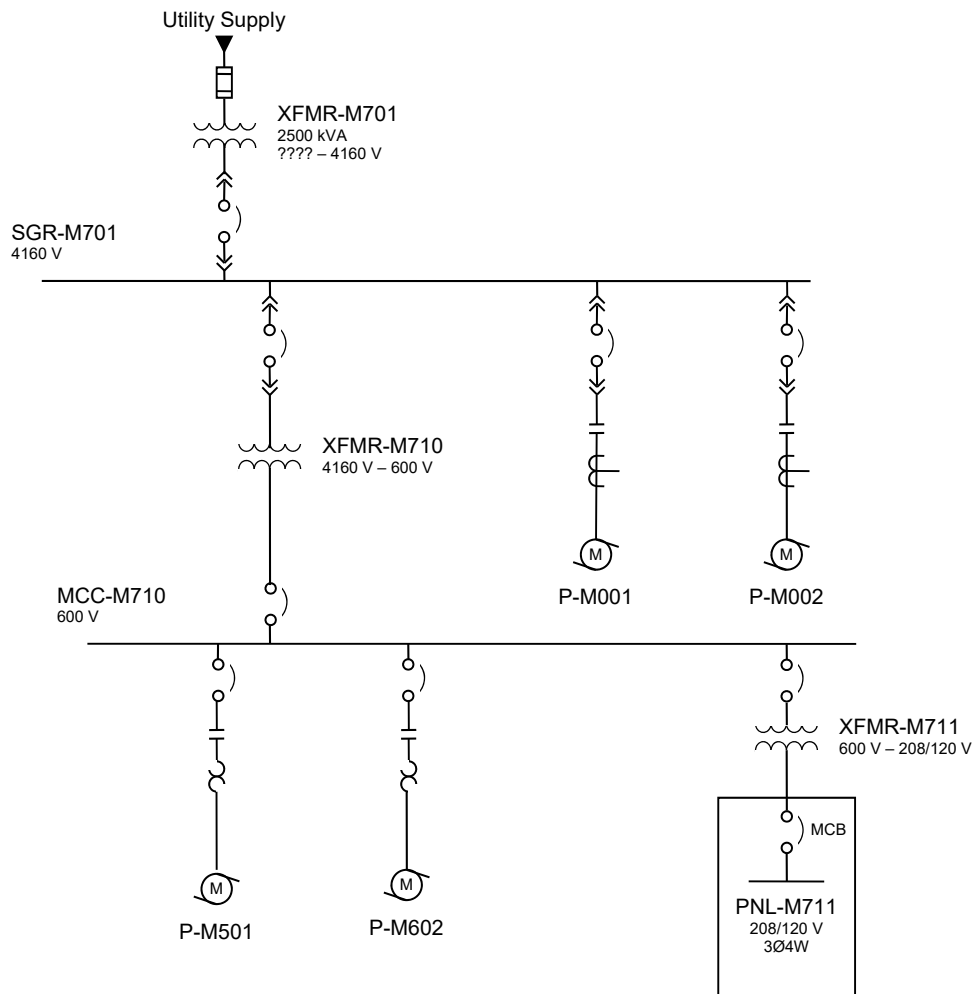 Utility Supply
XFMR-M701
2500 kVA
???? – 4160 V
SGR-M701
4160 V
XFMR-M710
4160 V – 600 V
M
M
P-M001
P-M002
MCC-M710
600 V
XFMR-M711
600 V – 208/120 V
MCB
M
M
P-M501
P-M602
PNL-M711
208/120 V
3Ø4W